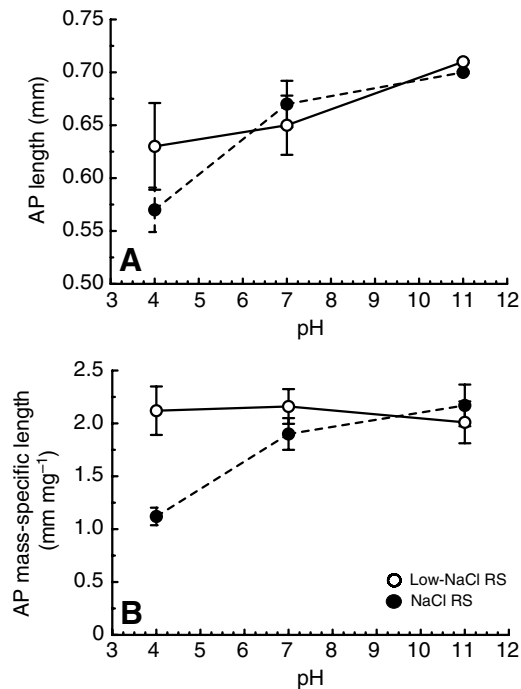 0.75
0.70
0.65
0.60
0.55
0.50
AP length (mm)
A
3 4 5 6 7 8 9 10 11 12
pH
2.5
2.0
1.5
1.0
0.5
0
AP mass-specific length
(mm mg⁻¹)
Low-NaCl RS
NaCl RS
B
3 4 5 6 7 8 9 10 11 12
pH